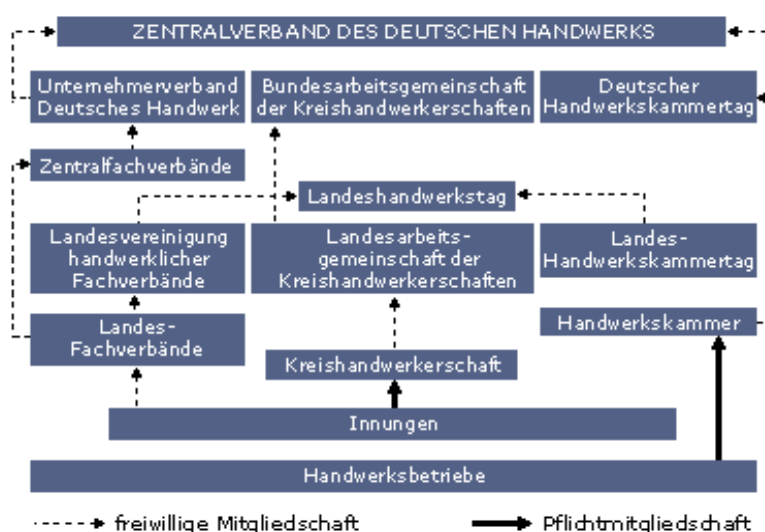 ZENTRALVERBAND DES DEUTSCHEN HANDWERKS
Unternehmerverband
Deutsches Handwerk
Bundesarbeitsgemeinschaft
der Kreishandwerkerschaften
Deutscher
Handwerkskammertag
Zentralfachverbände
Landeshandwerkstag
Landesvereinigung
handwerklicher
Fachverbände
Landesarbeits-
gemeinschaft der
Kreishandwerkerschaften
Landes-
Handwerkskammertag
Landes-
Fachverbände
Handwerkskammer
Kreishandwerkerschaft
Innungen
Handwerksbetriebe
freiwillige Mitgliedschaft
Pflichtmitgliedschaft